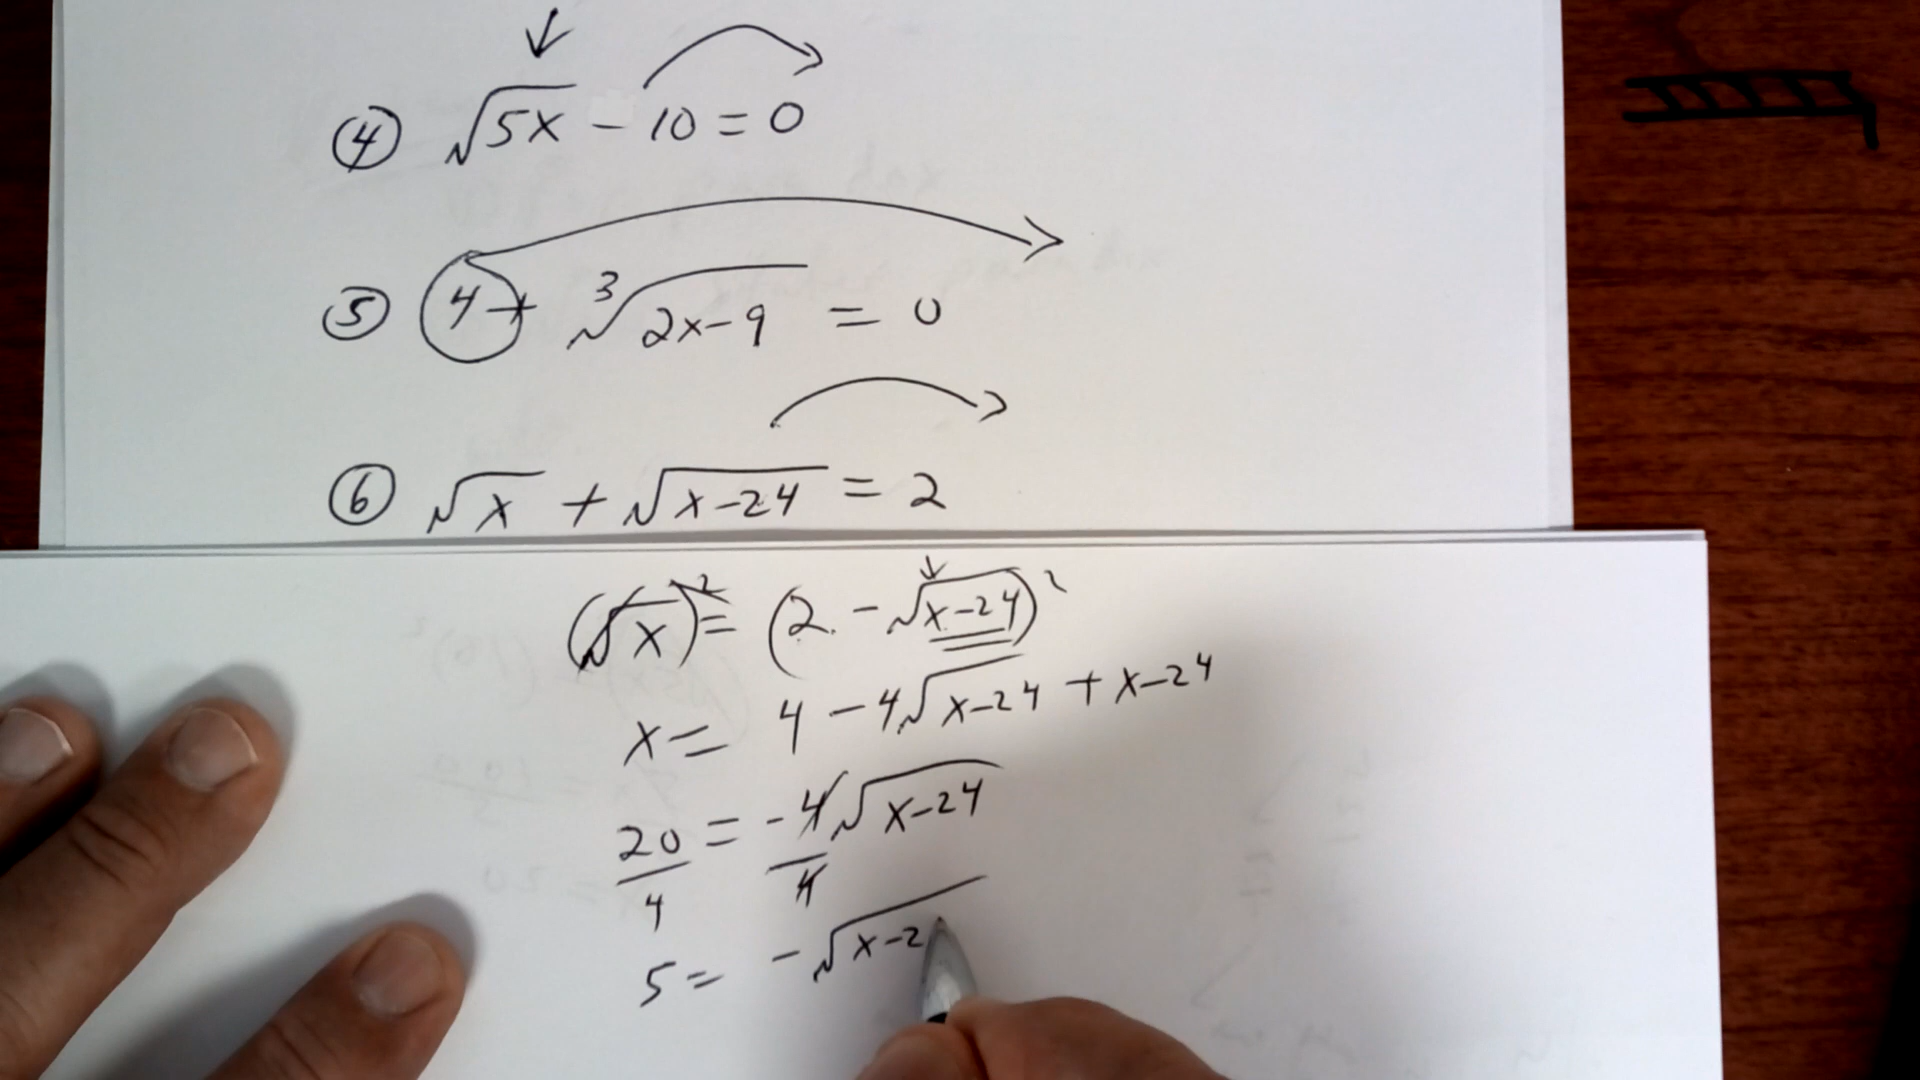 ④ √5x - 10 = 0
⑤ 4 + ³√2x-9 = 0
⑥ √x + √x-24 = 2
(√x)² = (2 - √x-24)²
x = 4 - 4√x-24 + x-24
20 = -4√x-24
4 4
5 = -√x-2